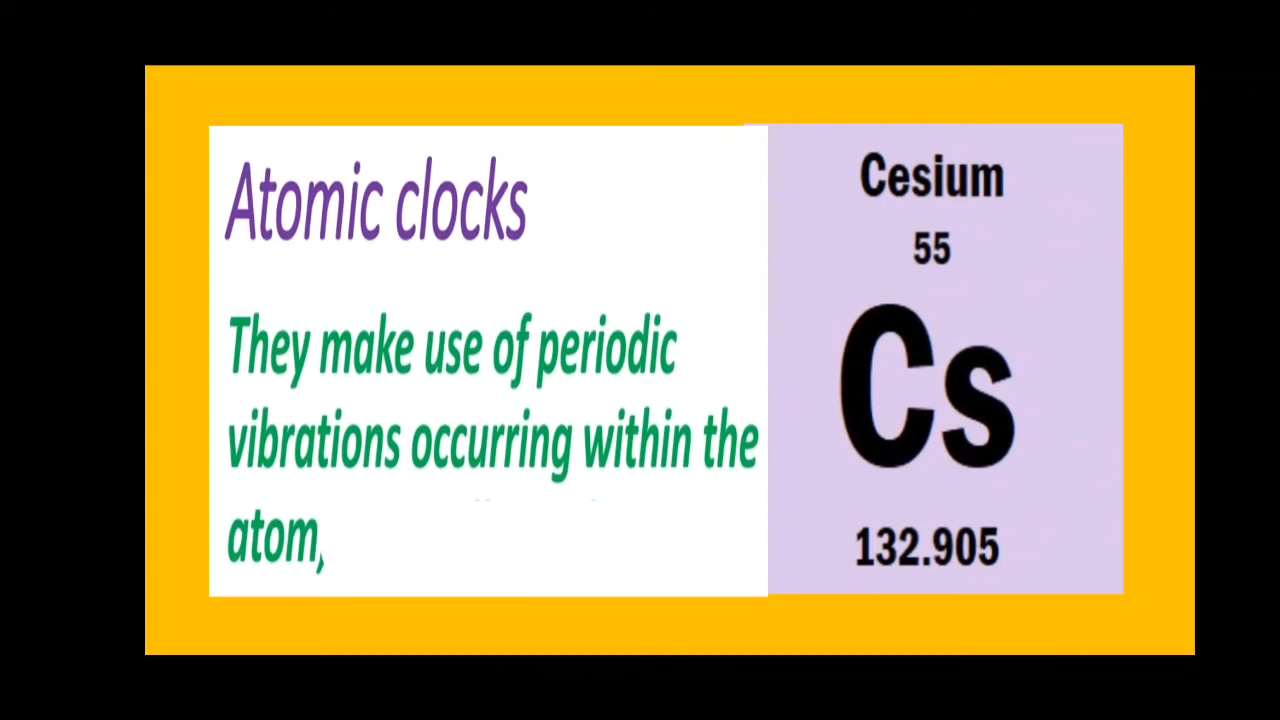 Atomic clocks
They make use of periodic
vibrations occurring within the
atom,
Cesium
55
Cs
132.905